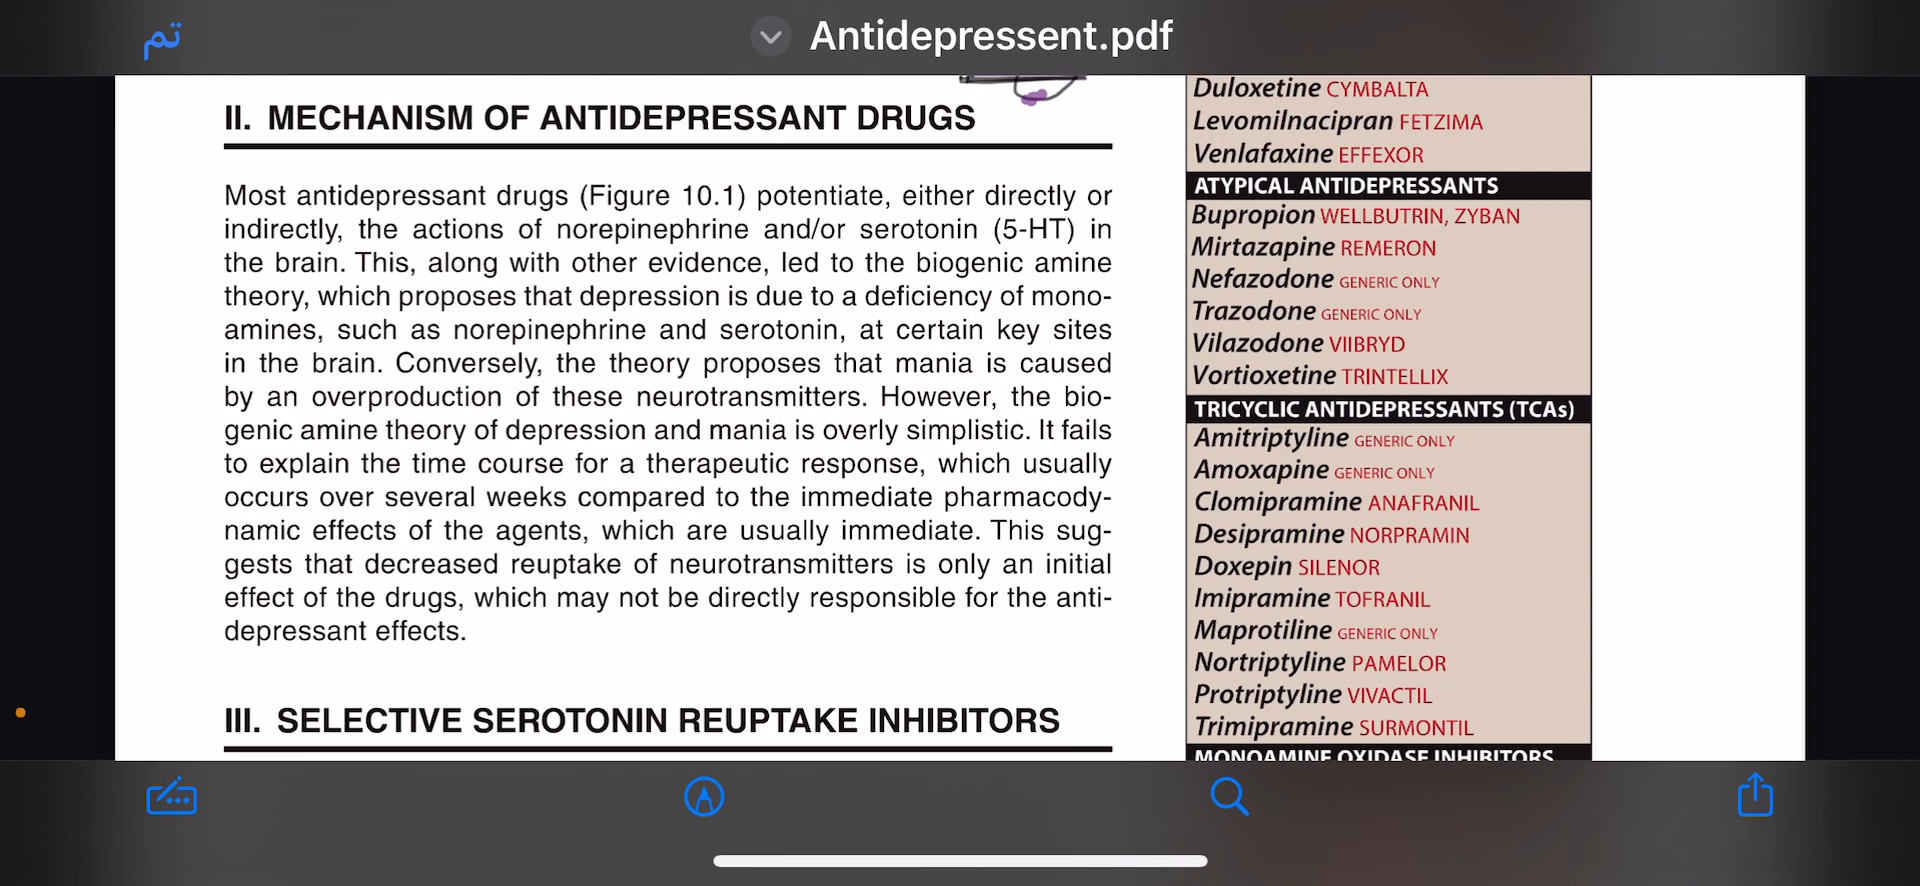 تم
Antidepressent.pdf
II. MECHANISM OF ANTIDEPRESSANT DRUGS
Most antidepressant drugs (Figure 10.1) potentiate, either directly or
indirectly, the actions of norepinephrine and/or serotonin (5-HT) in
the brain. This, along with other evidence, led to the biogenic amine
theory, which proposes that depression is due to a deficiency of mono-
amines, such as norepinephrine and serotonin, at certain key sites
in the brain. Conversely, the theory proposes that mania is caused
by an overproduction of these neurotransmitters. However, the bio-
genic amine theory of depression and mania is overly simplistic. It fails
to explain the time course for a therapeutic response, which usually
occurs over several weeks compared to the immediate pharmacody-
namic effects of the agents, which are usually immediate. This sug-
gests that decreased reuptake of neurotransmitters is only an initial
effect of the drugs, which may not be directly responsible for the anti-
depressant effects.
III. SELECTIVE SEROTONIN REUPTAKE INHIBITORS
Duloxetine CYMBALTA
Levomilnacipran FETZIMA
Venlafaxine EFFEXOR
ATYPICAL ANTIDEPRESSANTS
Bupropion WELLBUTRIN, ZYBAN
Mirtazapine REMERON
Nefazodone GENERIC ONLY
Trazodone GENERIC ONLY
Vilazodone VIIBRYD
Vortioxetine TRINTELLIX
TRICYCLIC ANTIDEPRESSANTS (TCAs)
Amitriptyline GENERIC ONLY
Amoxapine GENERIC ONLY
Clomipramine ANAFRANIL
Desipramine NORPRAMIN
Doxepin SILENOR
Imipramine TOFRANIL
Maprotiline GENERIC ONLY
Nortriptyline PAMELOR
Protriptyline VIVACTIL
Trimipramine SURMONTIL
MONOAMINE OXIDASE INHIBITORS